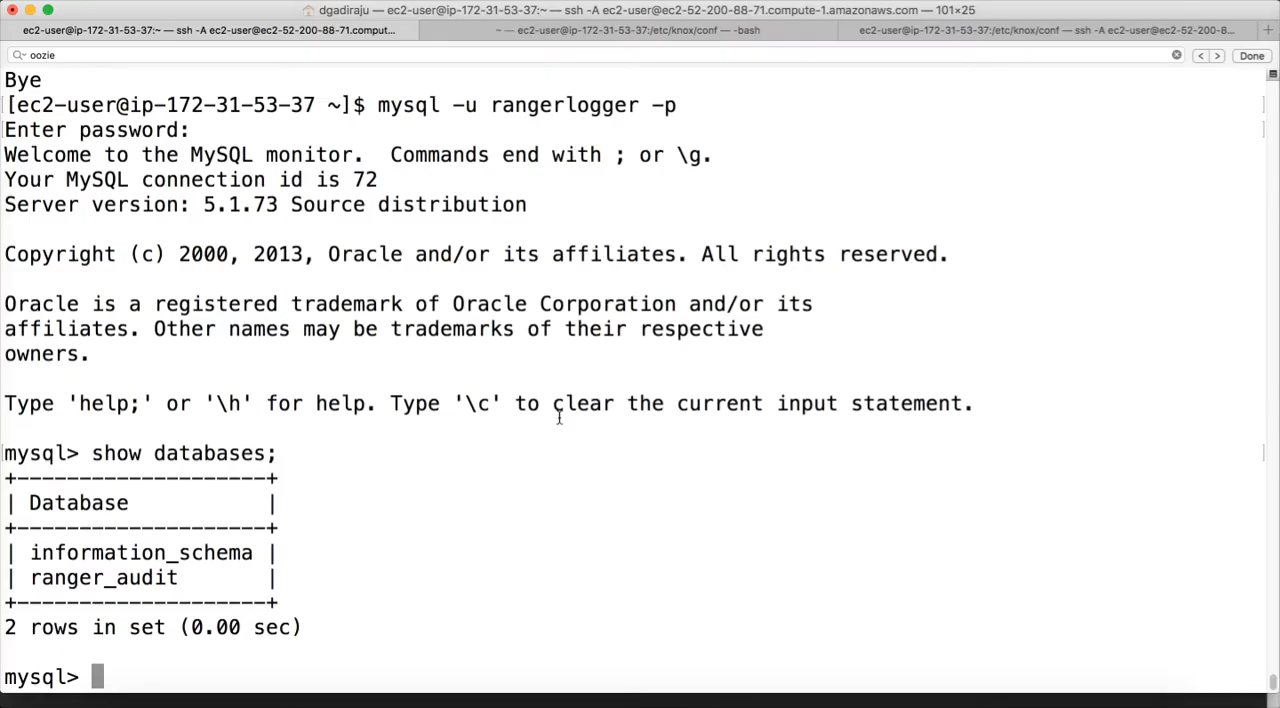 dgadiraju — ec2-user@ip-172-31-53-37:~ — ssh -A ec2-user@ec2-52-200-88-71.compute-1.amazonaws.com — 101×25
ec2-user@ip-172-31-53-37:~ — ssh -A ec2-user@ec2-52-200-88-71.comput... ~ — ec2-user@ip-172-31-53-37:/etc/knox/conf — -bash ec2-user@ip-172-31-53-37:/etc/knox/conf — ssh -A ec2-user@ec2-52-200-8...
oozie < > Done
Bye
[ec2-user@ip-172-31-53-37 ~]$ mysql -u rangerlogger -p
Enter password:
Welcome to the MySQL monitor.  Commands end with ; or \g.
Your MySQL connection id is 72
Server version: 5.1.73 Source distribution
Copyright (c) 2000, 2013, Oracle and/or its affiliates. All rights reserved.
Oracle is a registered trademark of Oracle Corporation and/or its
affiliates. Other names may be trademarks of their respective
owners.
Type 'help;' or '\h' for help. Type '\c' to clear the current input statement.
mysql> show databases;
+--------------------+
| Database           |
+--------------------+
| information_schema |
| ranger_audit       |
+--------------------+
2 rows in set (0.00 sec)
mysql>